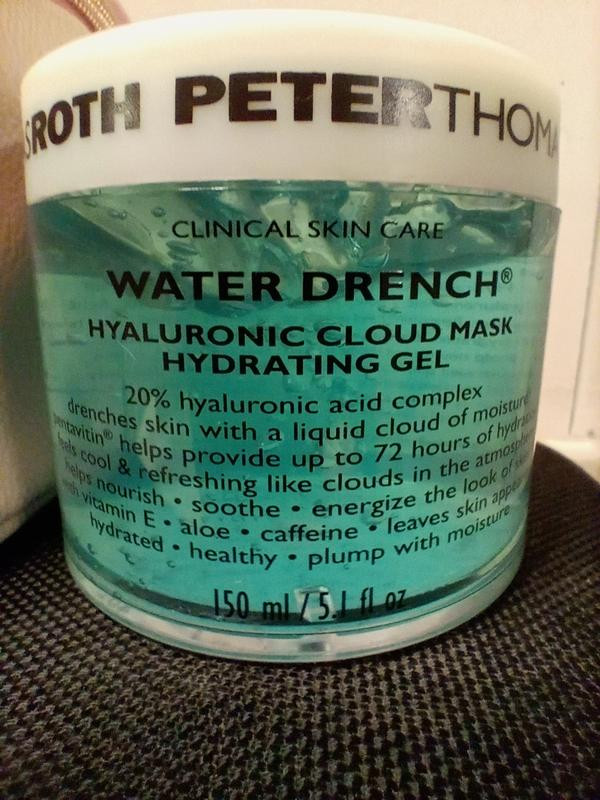 ROTH PETERTHOMA
CLINICAL SKIN CARE
WATER DRENCH®
HYALURONIC CLOUD MASK
HYDRATING GEL
20% hyaluronic acid complex
drenches skin with a liquid cloud of moisture
pentavitin® helps provide up to 72 hours of
feels cool & refreshing like clouds in the
helps nourish • soothe • energize the look of
vitamin E • aloe • caffeine • leaves skin
hydrated • healthy • plump with moisture
150 ml / 5.1 fl oz